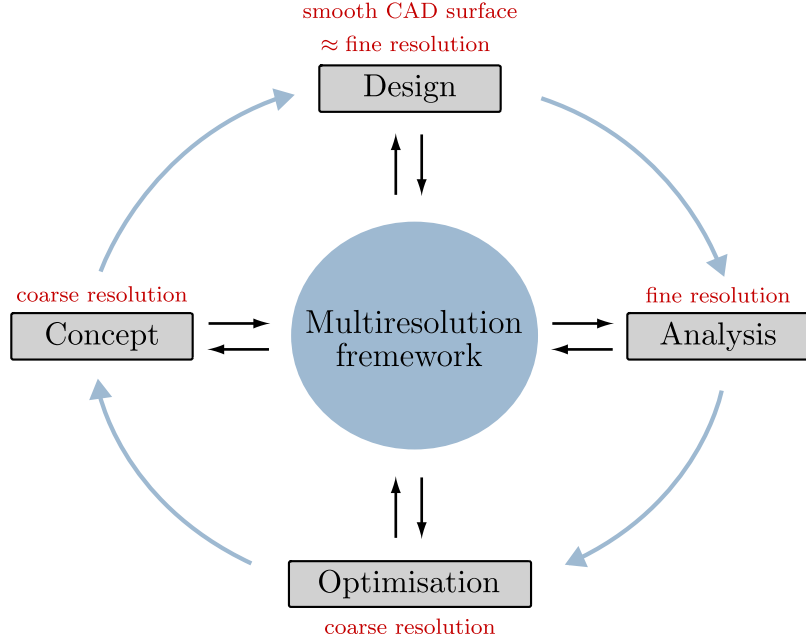 smooth CAD surface
≈ fine resolution
Design
coarse resolution
Concept
Multiresolution
fremework
fine resolution
Analysis
Optimisation
coarse resolution